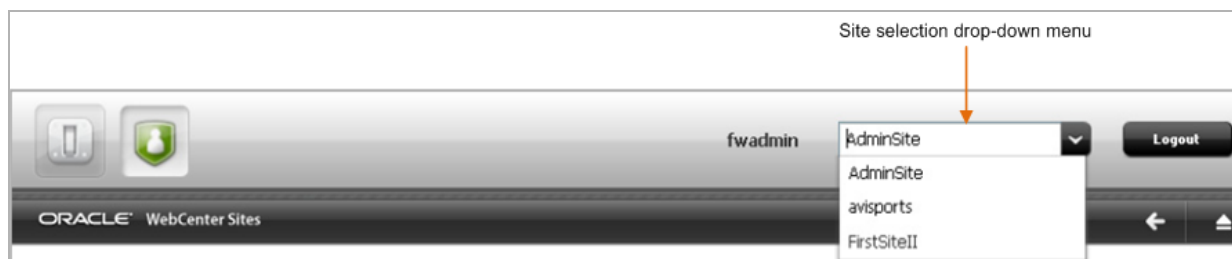 Site selection drop-down menu
fwadmin AdminSite Logout
AdminSite
avisports
FirstSiteII
ORACLE® WebCenter Sites